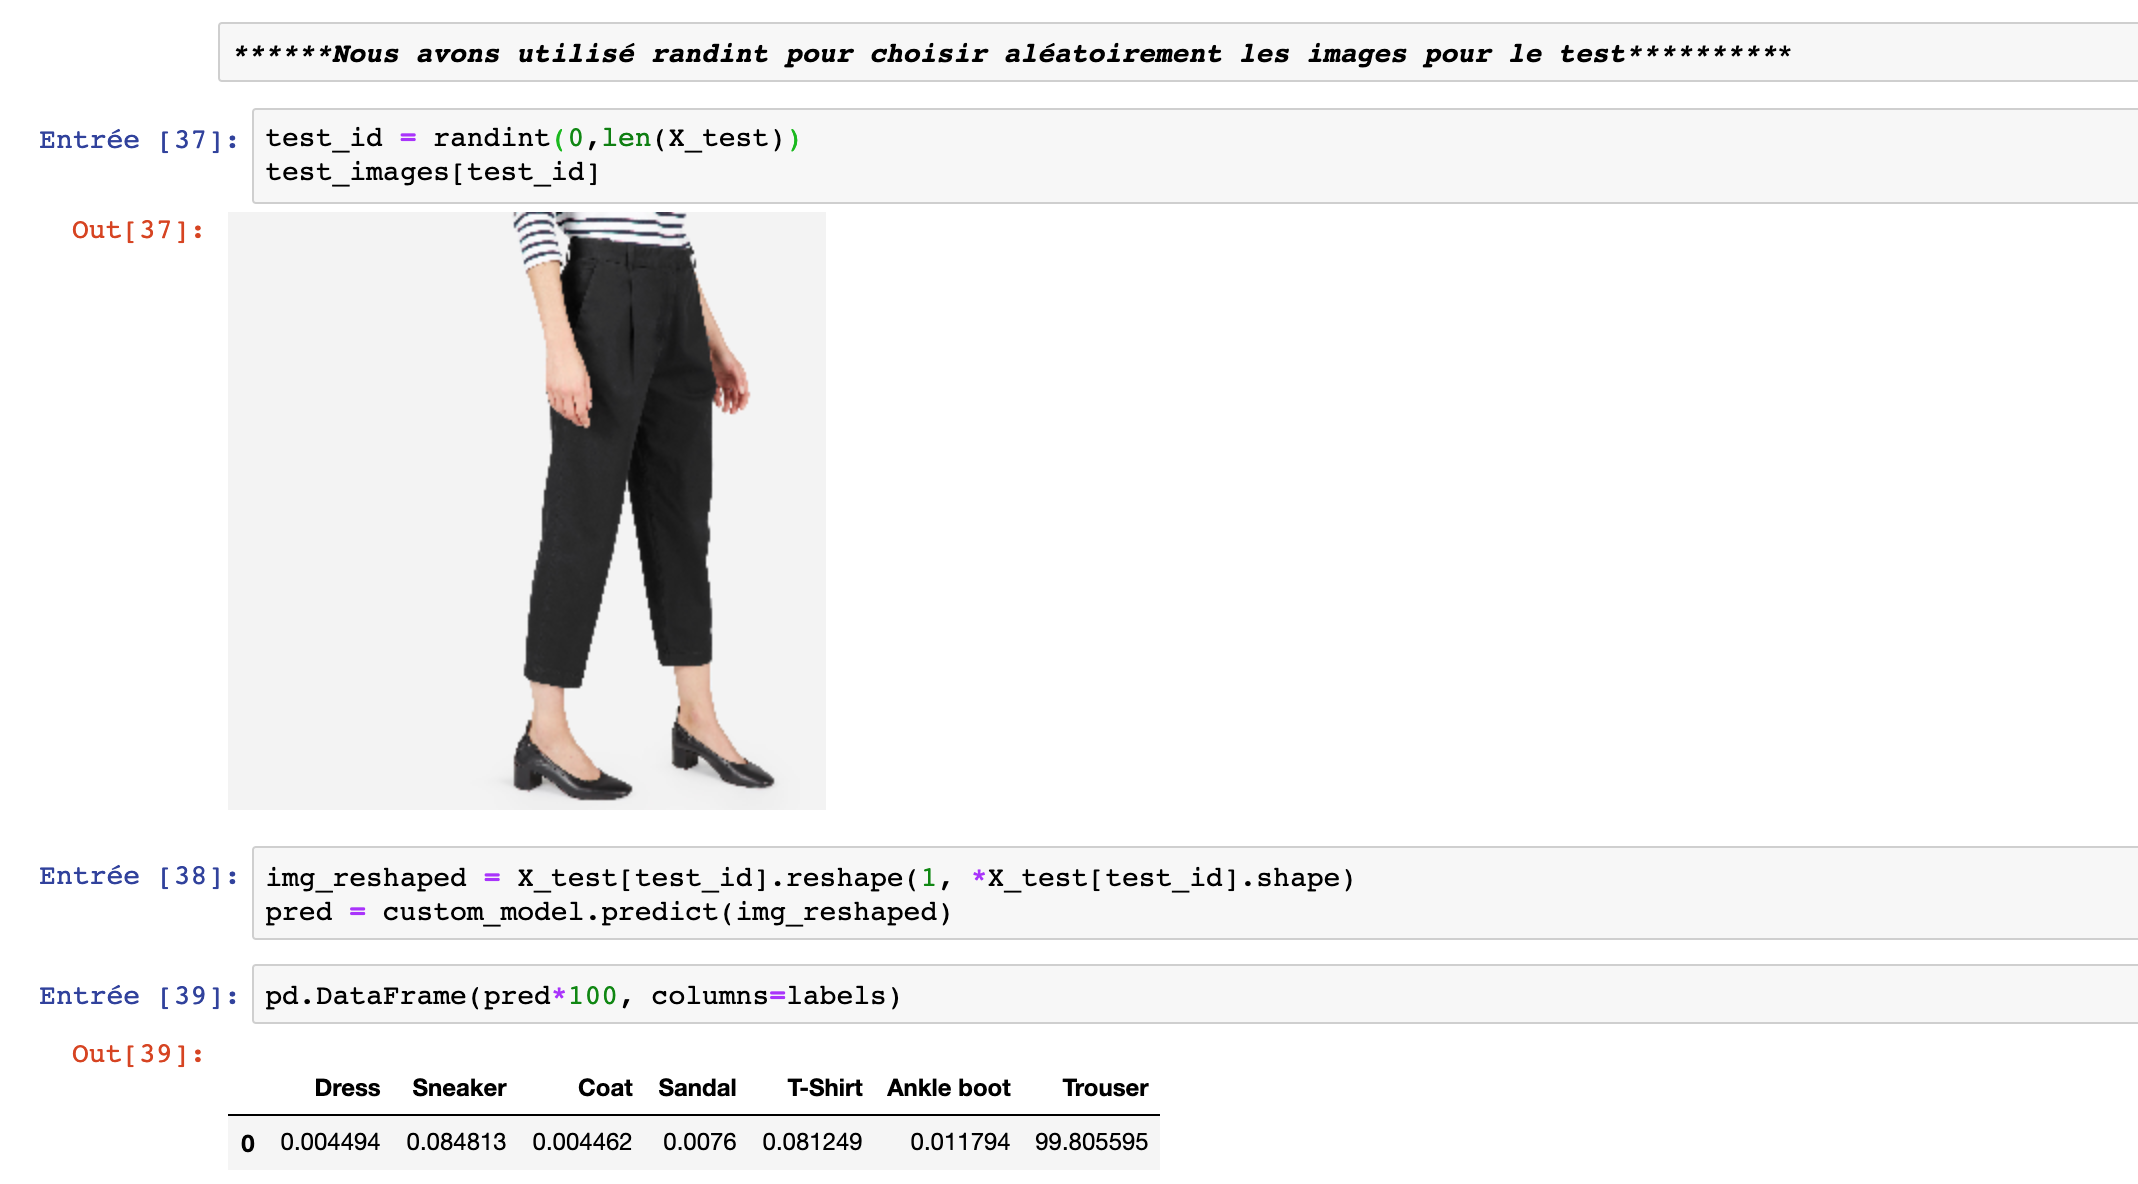 ******Nous avons utilisé randint pour choisir aléatoirement les images pour le test**********
Entrée [37]:
test_id = randint(0,len(X_test))
test_images[test_id]
Out[37]:
Entrée [38]:
img_reshaped = X_test[test_id].reshape(1, *X_test[test_id].shape)
pred = custom_model.predict(img_reshaped)
Entrée [39]:
pd.DataFrame(pred*100, columns=labels)
Out[39]:
Dress Sneaker Coat Sandal T-Shirt Ankle boot Trouser
0 0.004494 0.084813 0.004462 0.0076 0.081249 0.011794 99.805595